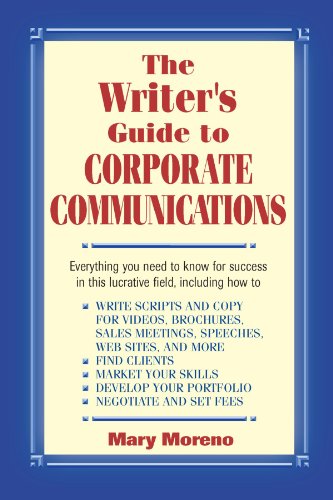 The
Writer's
Guide to
CORPORATE
COMMUNICATIONS
Everything you need to know for success
in this lucrative field, including how to
WRITE SCRIPTS AND COPY
FOR VIDEOS, BROCHURES,
SALES MEETINGS, SPEECHES,
WEB SITES, AND MORE
FIND CLIENTS
MARKET YOUR SKILLS
DEVELOP YOUR PORTFOLIO
NEGOTIATE AND SET FEES
Mary Moreno